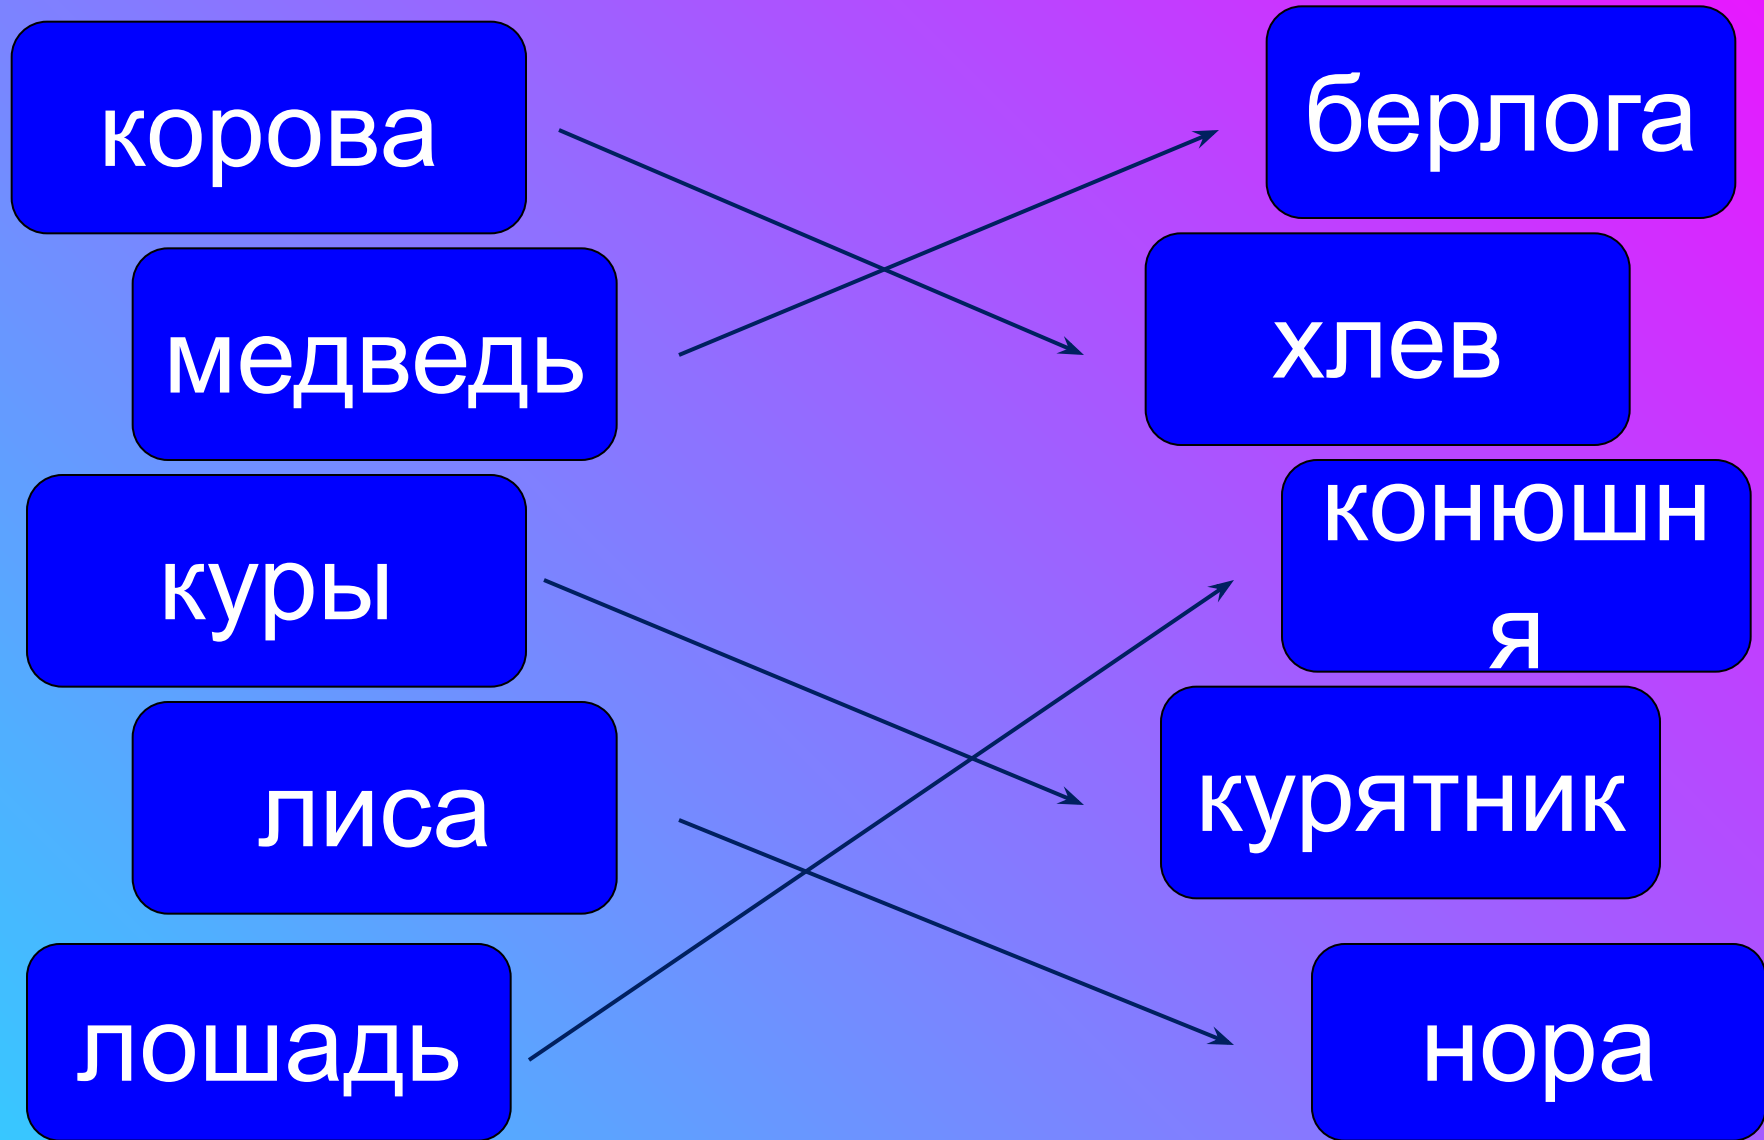 корова
медведь
куры
лиса
лошадь
берлога
хлев
конюшн
я
курятник
нора